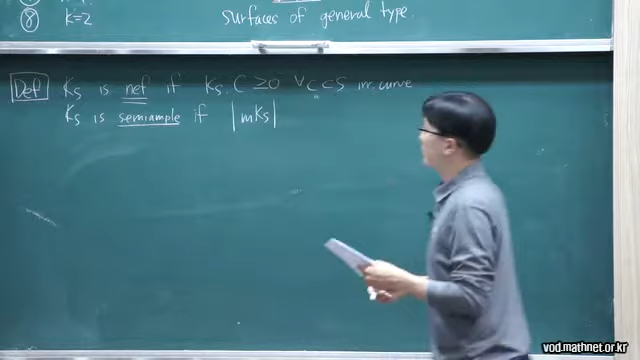 ⑧ k=2
surfaces of general type.
Def K_S is nef if K_S . C ≥0 ∀C⊂S irr. curve
K_S is semiample if |mK_S|
vod.mathnet.or.kr